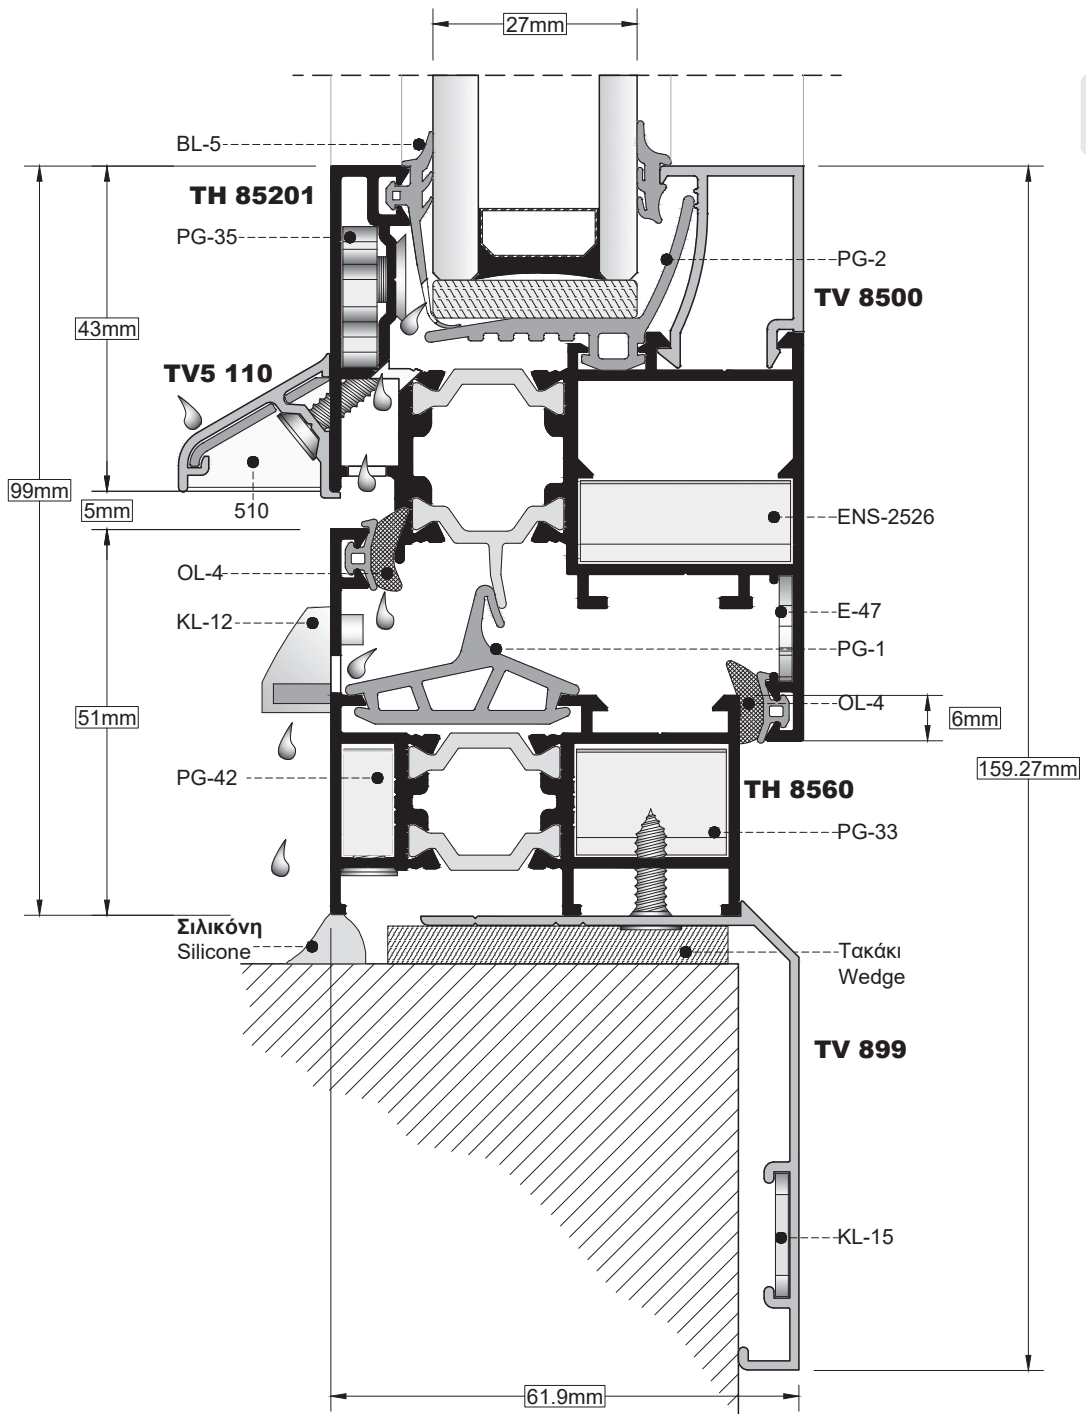 27mm
BL-5
TH 85201
PG-35
PG-2
TV 8500
43mm
TV5 110
99mm
5mm
510
ENS-2526
OL-4
E-47
KL-12
PG-1
OL-4
51mm
6mm
159.27mm
PG-42
TH 8560
PG-33
Σιλικόνη
Silicone
Τακάκι
Wedge
TV 899
KL-15
61.9mm